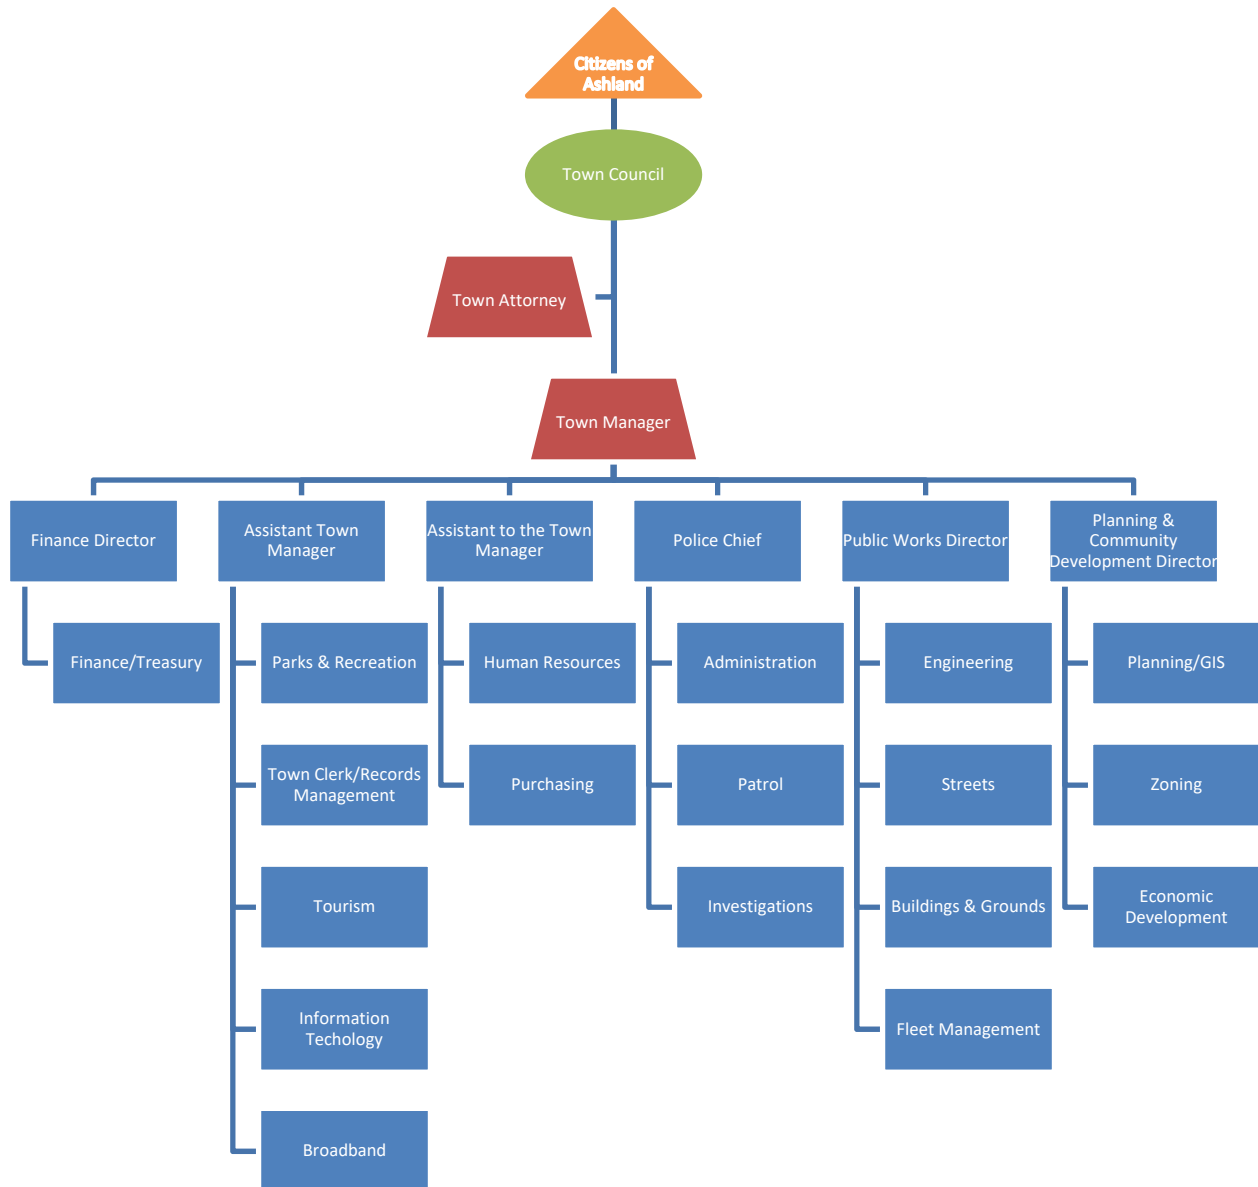 Citizens of
Ashland
Town Council
Town Attorney
Town Manager
Finance Director
Assistant Town
Manager
Assistant to the Town
Manager
Police Chief
Public Works Director
Planning &
Community
Development Director
Finance/Treasury
Parks & Recreation
Human Resources
Administration
Engineering
Planning/GIS
Town Clerk/Records
Management
Purchasing
Patrol
Streets
Zoning
Tourism
Investigations
Buildings & Grounds
Economic
Development
Information
Techology
Fleet Management
Broadband